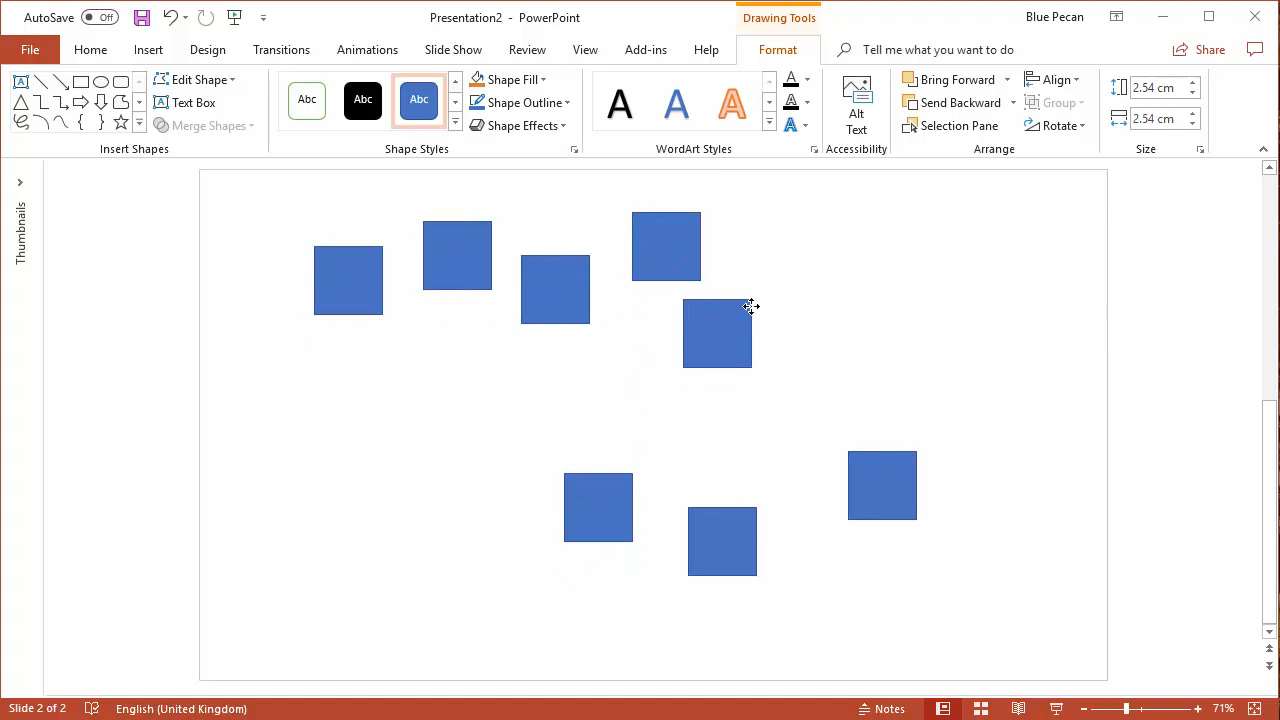 AutoSave Off Presentation2 - PowerPoint Drawing Tools Blue Pecan
File Home Insert Design Transitions Animations Slide Show Review View Add-ins Help Format Tell me what you want to do Share
Edit Shape Abc Abc Abc Shape Fill A A A Bring Forward Align 2.54 cm
Text Box Shape Outline Alt Text Send Backward Group
Merge Shapes Shape Effects Selection Pane Rotate 2.54 cm
Insert Shapes Shape Styles WordArt Styles Accessibility Arrange Size
Thumbnails
Slide 2 of 2 English (United Kingdom) Notes 71%